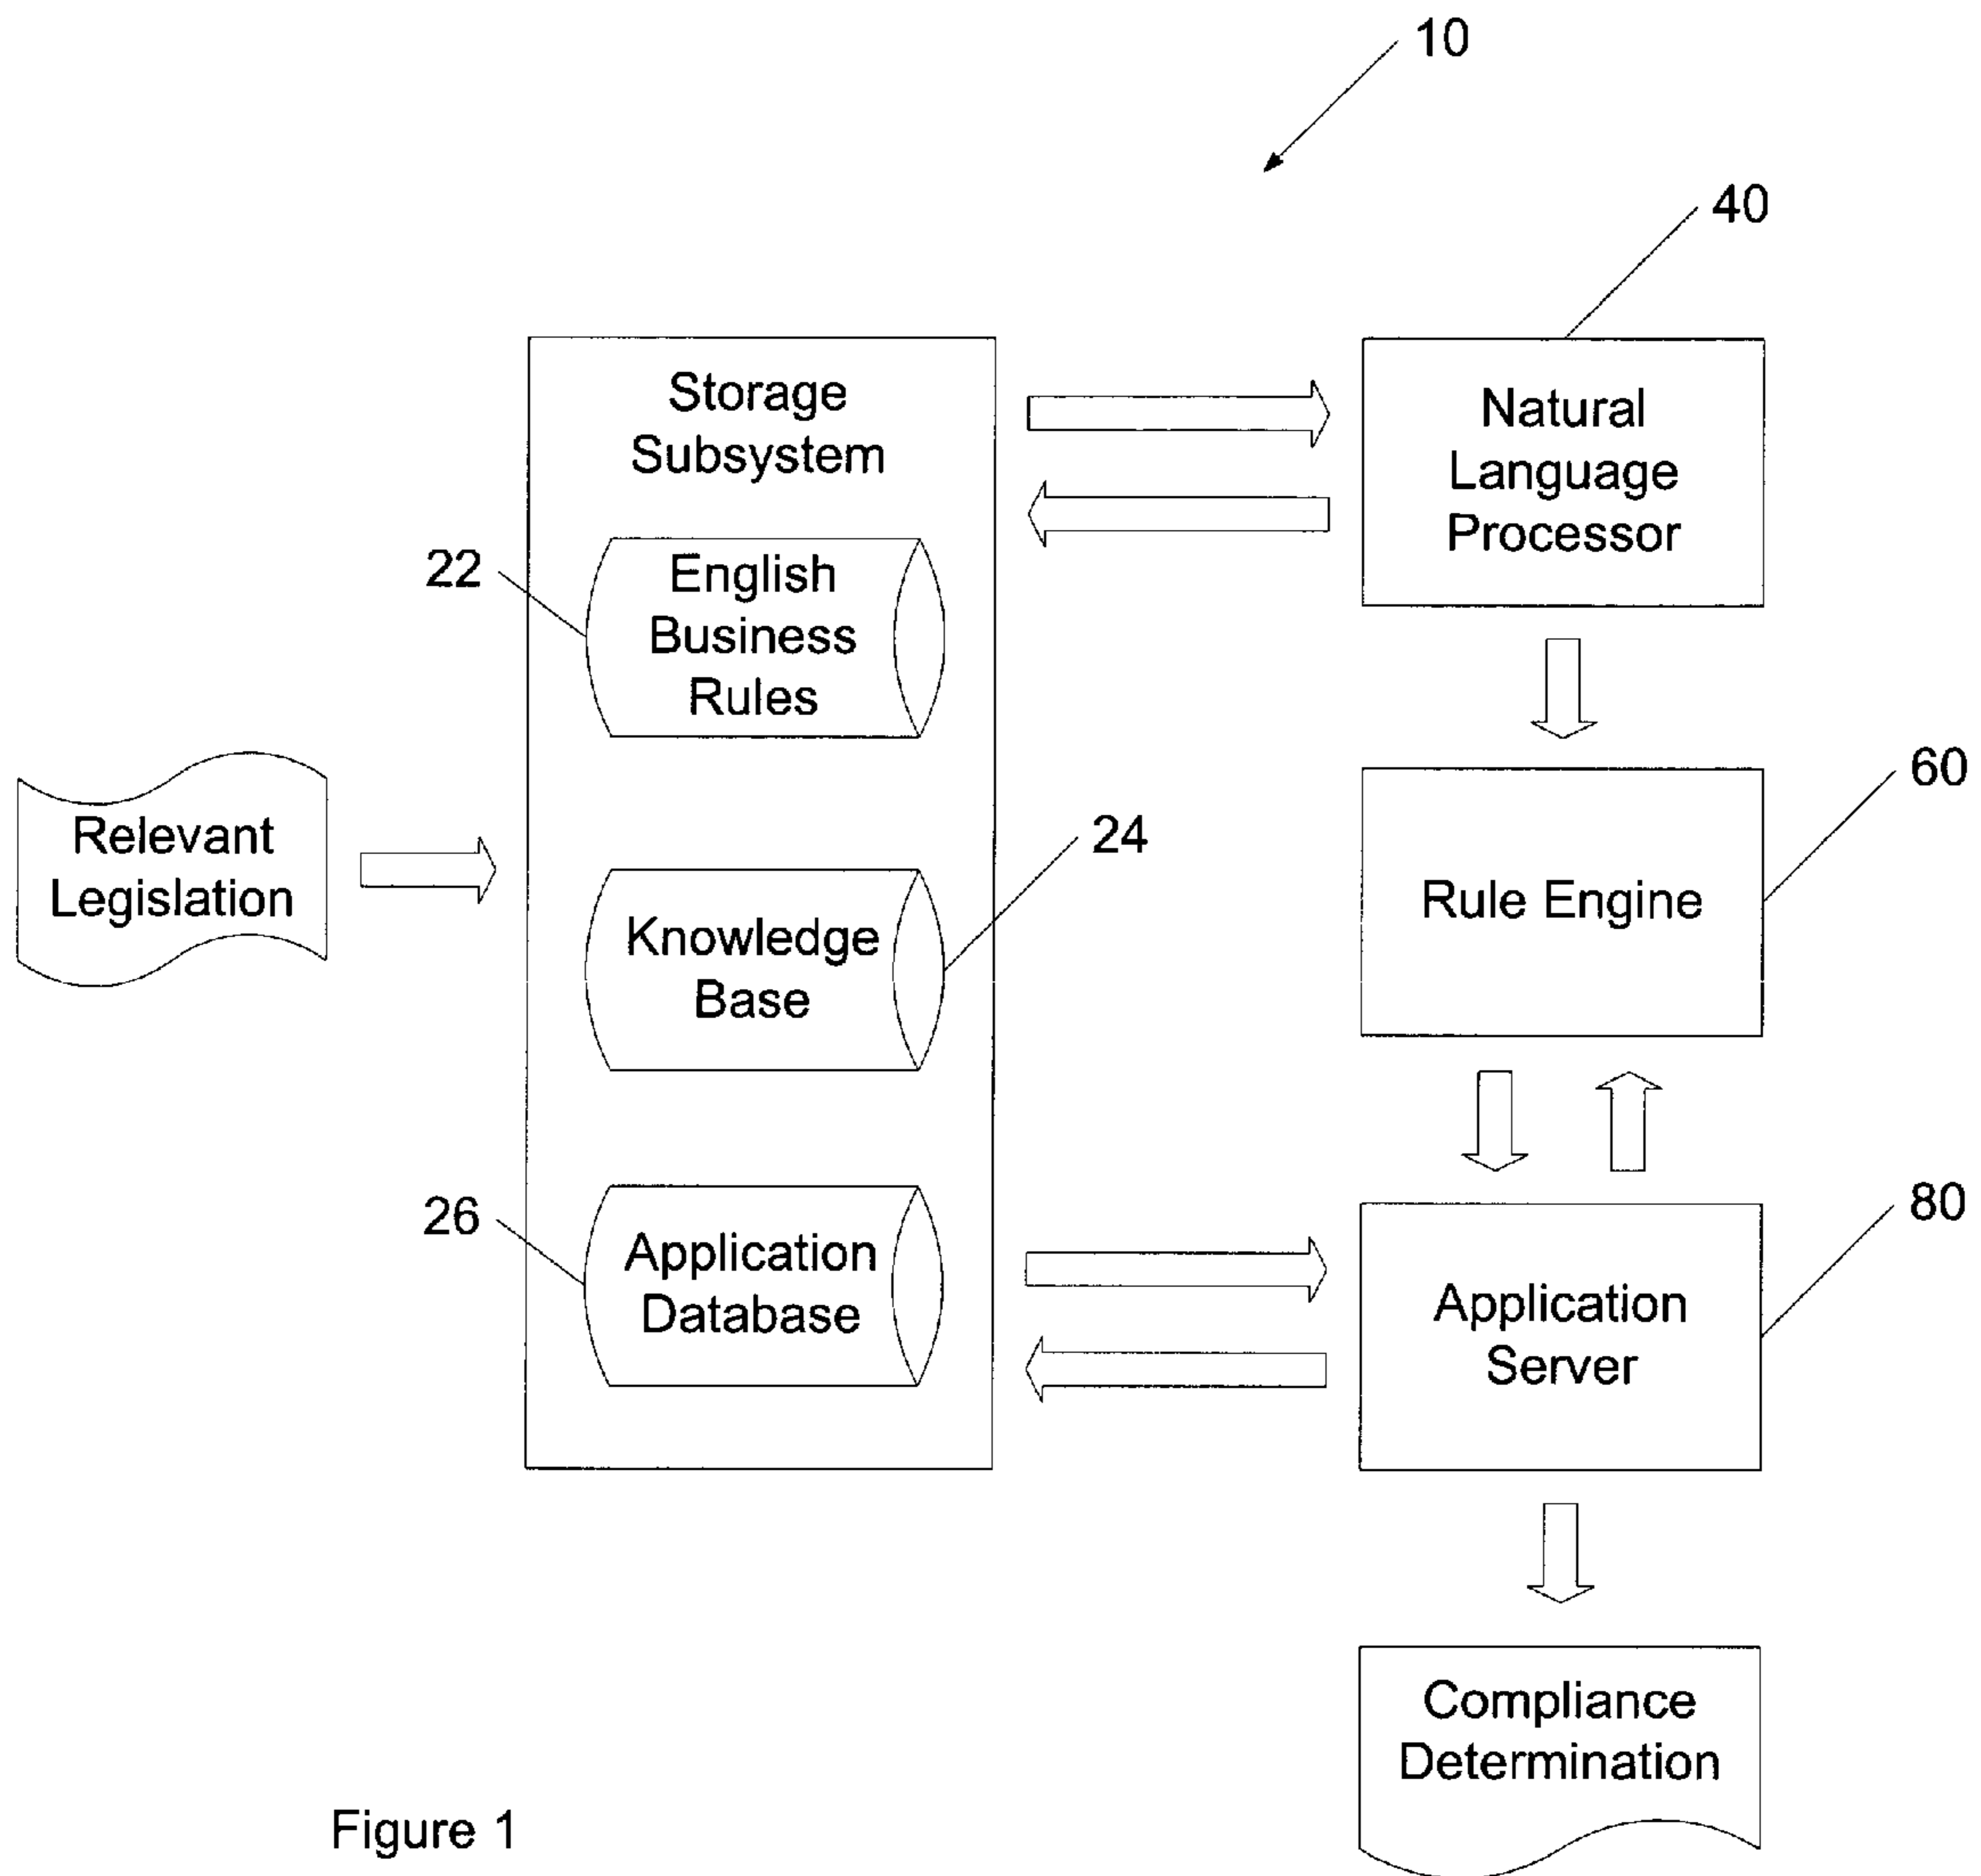 10
40
Storage
Subsystem
Natural
Language
Processor
22
English
Business
Rules
Relevant
Legislation
24
Knowledge
Base
60
Rule Engine
26
Application
Database
80
Application
Server
Compliance
Determination
Figure 1